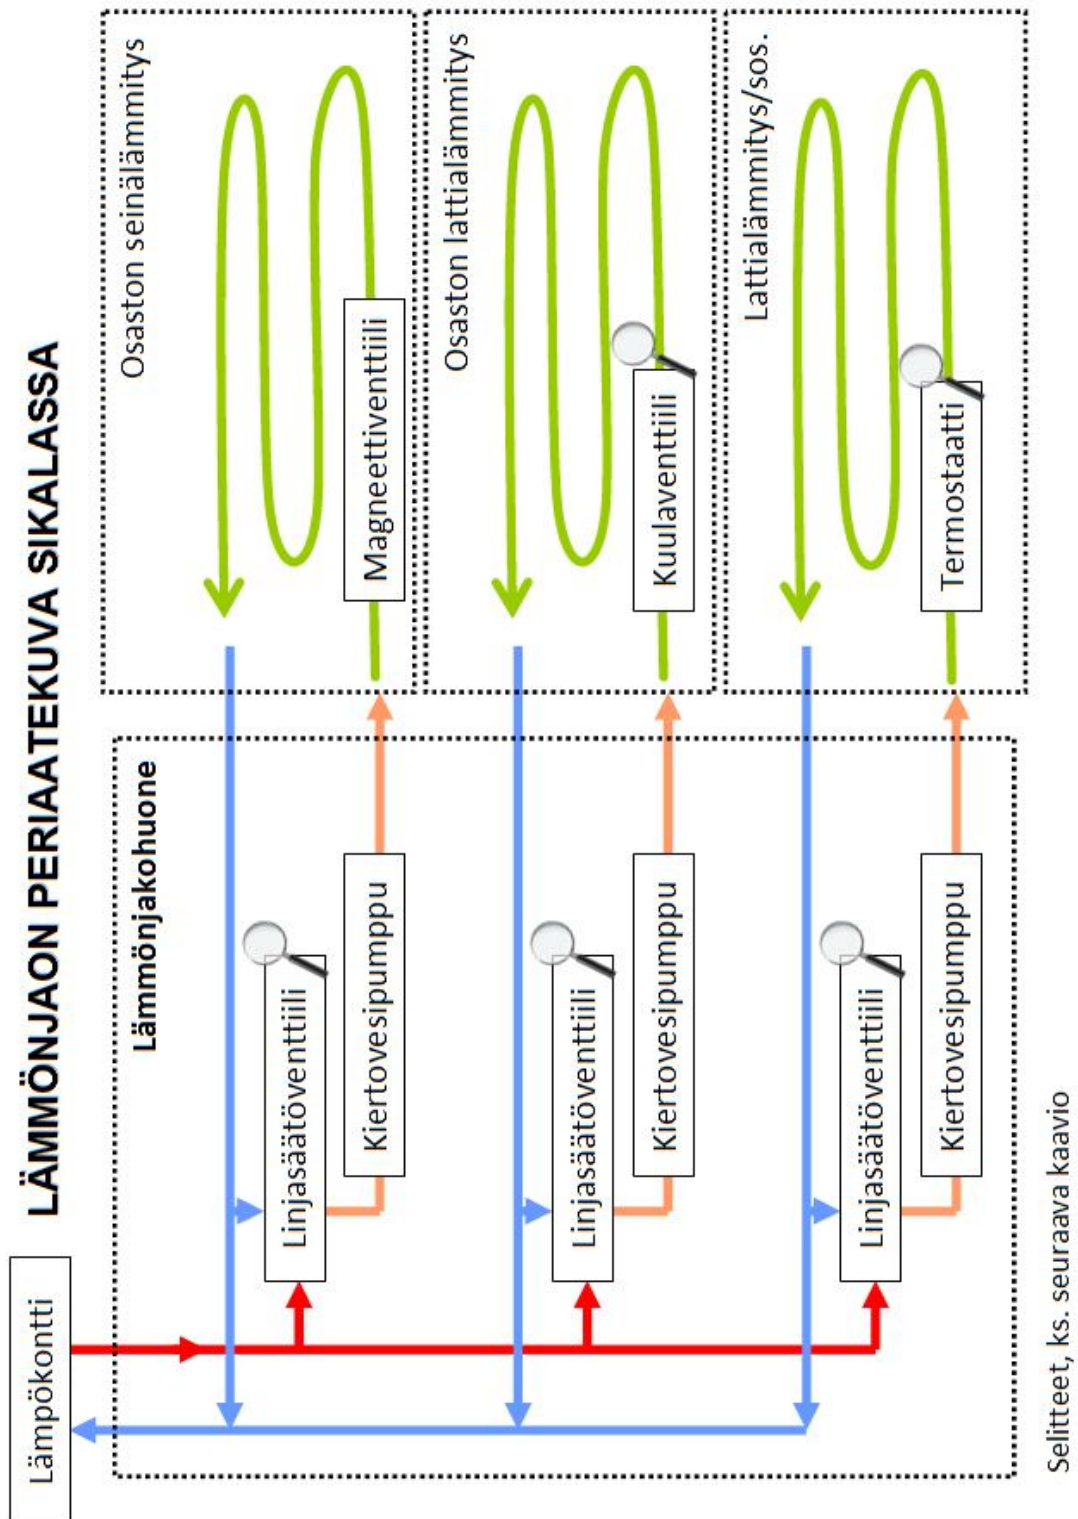 LÄMMÖNJAON PERIAATEKUVA SIKALASSA
Lämpökontti
Lämmönjakohuone
Linjasäätöventtiili
Kiertovesipumppu
Osaston seinälämmitys
Magneettiventtiili
Linjasäätöventtiili
Kiertovesipumppu
Osaston lattialämmitys
Kuulaventtiili
Linjasäätöventtiili
Kiertovesipumppu
Lattialämmitys/sos.
Termostaatti
Selitteet, ks. seuraava kaavio